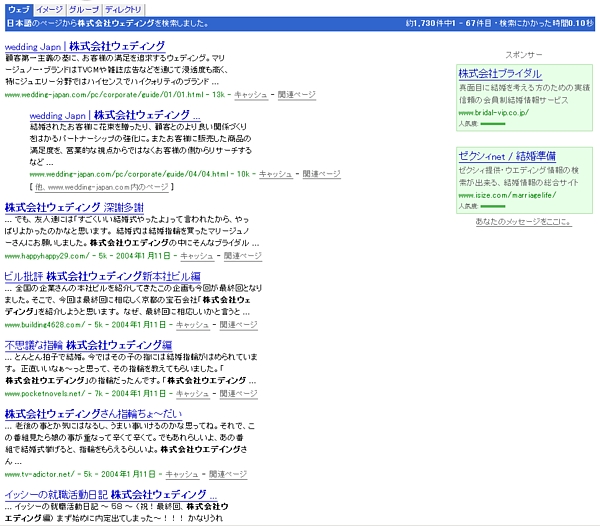 ウェブ イメージ グループ ディレクトリ
日本語のページから株式会社ウェディングを検索しました。 約1,730件中1 - 67件目・検索にかかった時間0.10秒
wedding Japn | 株式会社ウェディング
顧客第一主義の基に、お客様の満足を追求するウェディング。マリ
ージュノー・ブランドはTVCMや雑誌広告などを通じて浸透度も高く、
特にジュエリー分野ではハイセンスでハイクォリティのブランド ...
www.wedding-japan.com/pc/corporate/guide/01/01.html - 13k - キャッシュ - 関連ページ
wedding Japn | 株式会社ウェディング ...
結婚されたお客様に花束を贈ったり、顧客とのより良い関係づくり
をはかるパートナーシップの強化に。またお客様に販売した商品の
満足度を、営業的な視点からではなくお客様の側からリサーチする
など ...
www.wedding-japan.com/pc/corporate/guide/04/04.html - 10k - キャッシュ - 関連ページ
[ 他、www.wedding-japan.com内のページ ]
株式会社ウェディング 深謝多謝
... でも、友人達には「すごくいい結婚式やったよ」って言われたから、やっ
ぱりよかったのかなと思います。 結婚式は結婚指輪を買ったマリージュノ
ーさんにお願いしました。株式会社ウエディングの中にそんなブライダル ...
www.happyhappy29.com/ - 5k - 2004年1月11日 - キャッシュ - 関連ページ
ビル批評 株式会社ウェディング新本社ビル編
... 全国の企業さんの本社ビルを紹介してきたこの企画も今回が最終回となり
ました。そこで、今回は最終回に相応しく京都の宝石会社「株式会社ウェ
ディング」を紹介しようと思います。 なぜ、最終回に相応しいかと言うと ...
www.building4628.com/ - 5k - 2004年1月11日 - キャッシュ - 関連ページ
不思議な指輪 株式会社ウェディング編
... とんとん拍子で結婚。今ではその子の指には結婚指輪がはめられていま
す。 正直いいなぁ～っと思って、その指輪を教えてもらいました。「
株式会社ウエディング」の指輪だったんです。「株式会社ウエディング ...
www.pocketnovels.net/ - 7k - 2004年1月11日 - キャッシュ - 関連ページ
株式会社ウェディングさん指輪ちょ～だい
... 老後の事とか気にはなるし、うまい事いけるのかな思ってね。それで、こ
の番組見たら娘の事が重なって辛くて辛くて。でもあれらしいよ、あの番
組で結婚式挙げると、指輪をもらえるらしいよ。株式会社ウエディングさ
ん ...
www.tv-adictor.net/ - 5k - 2004年1月11日 - キャッシュ - 関連ページ
イッシーの就職活動日記 株式会社ウェディング ...
... イッシーの就職活動日記 ～ 59 ～ （祝！最終回、株式会社ウ
エディング編） まず始めに内定出てしまった～！！！ かなりうれ
スポンサー
株式会社ブライダル
真面目に結婚を考える方のための実績
信頼の会員制結婚情報サービス
www.bridal-vip.co.jp/
人気度:
ゼクシィnet / 結婚準備
ゼクシィ提供・ウエディング情報の検
索が出来る、結婚情報の総合サイト
www.isize.com/marriagelife/
人気度:
あなたのメッセージをここに。